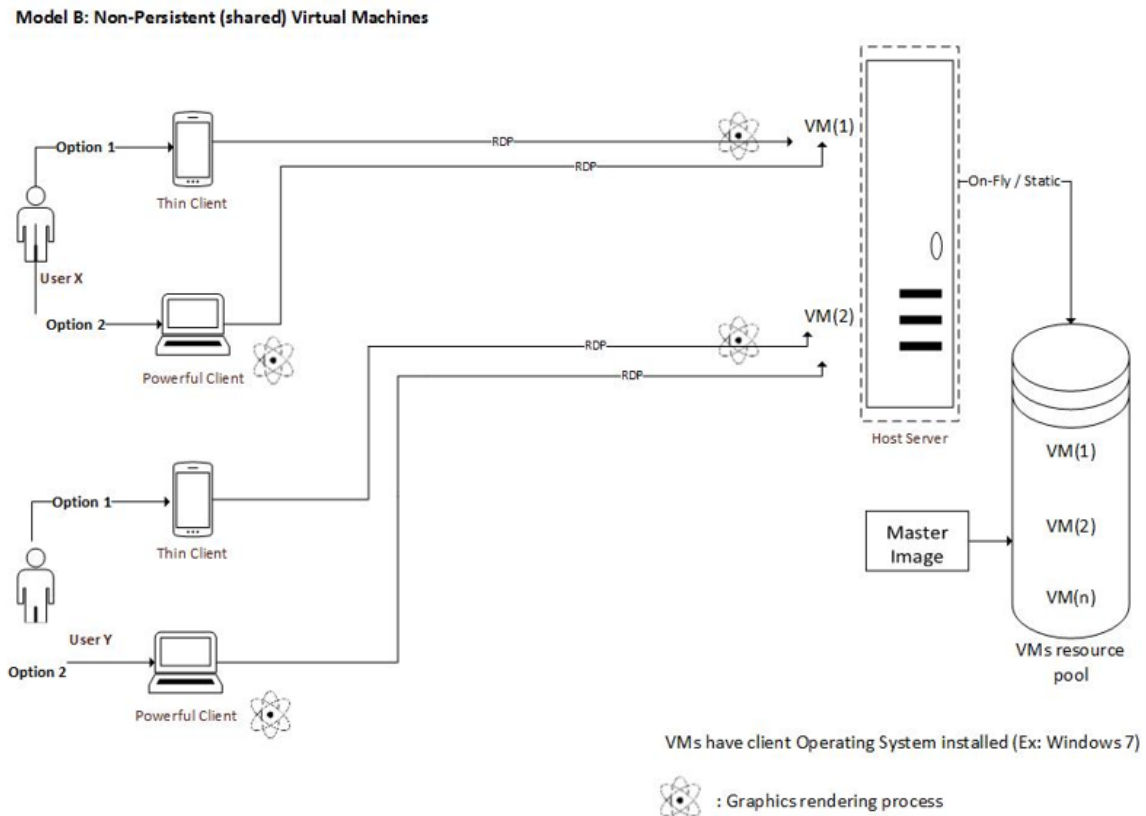 Model B: Non-Persistent (shared) Virtual Machines
Option 1
Thin Client
RDP
VM(1)
RDP
On-Fly / Static
User X
Option 2
Powerful Client
RDP
VM(2)
RDP
Host Server
Option 1
Thin Client
User Y
Option 2
Powerful Client
Master
Image
VM(1)
VM(2)
VM(n)
VMs resource
pool
VMs have client Operating System installed (Ex: Windows 7)
: Graphics rendering process